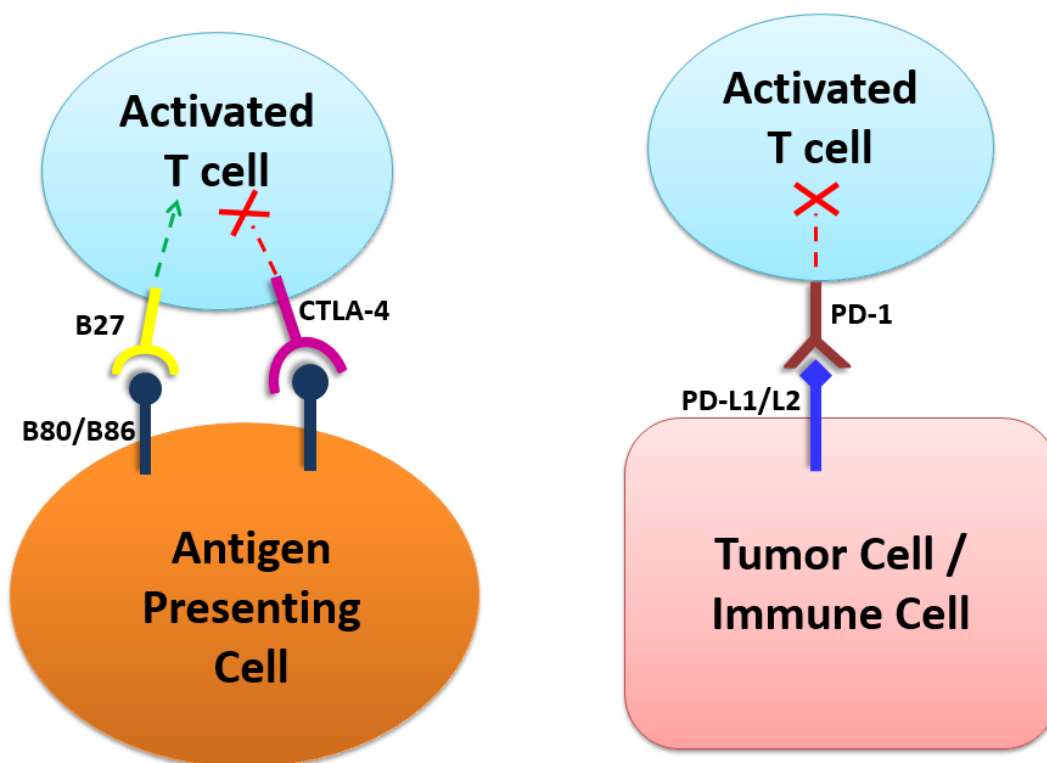 Activated
T cell
B27
CTLA-4
B80/B86
Antigen
Presenting
Cell
Activated
T cell
PD-1
PD-L1/L2
Tumor Cell /
Immune Cell